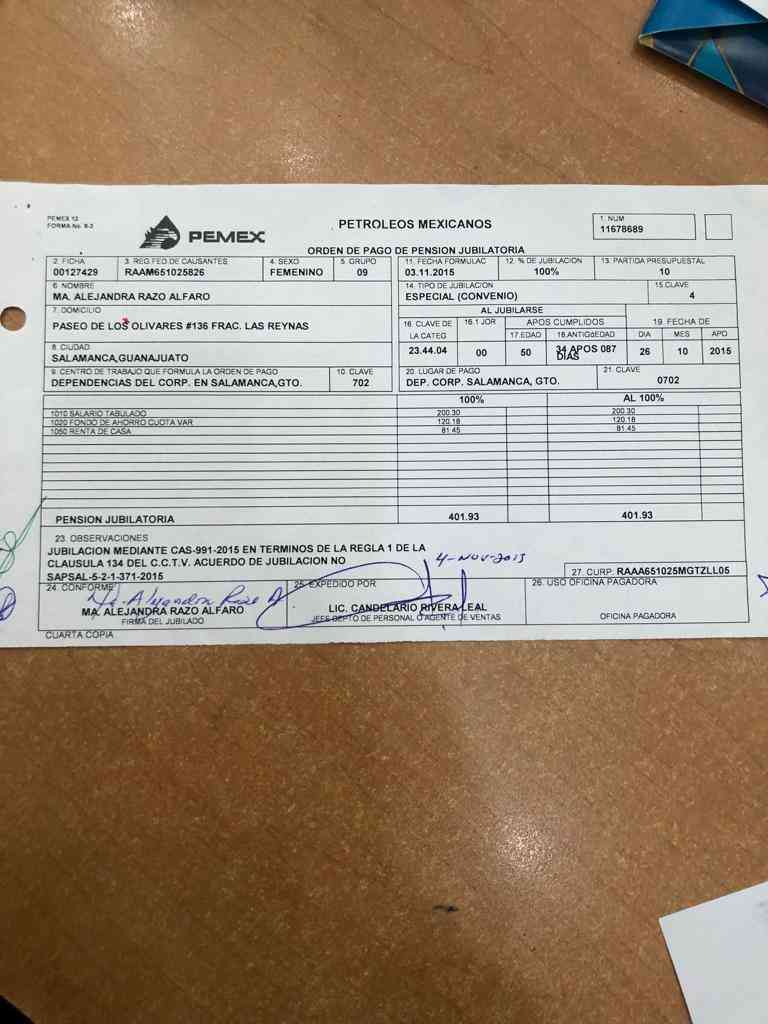 PEMEX 12
FORMA No. 8-3
PEMEX
PETROLEOS MEXICANOS
1. NUM
11678689
ORDEN DE PAGO DE PENSION JUBILATORIA
2. FICHA 3. REG.FED DE CAUSANTES 4. SEXO 5. GRUPO 11. FECHA FORMULAC 12. % DE JUBILACION 13. PARTIDA PRESUPUESTAL
00127429 RAAM651025826 FEMENINO 09 03.11.2015 100% 10
6. NOMBRE 14. TIPO DE JUBILACION 15.CLAVE
MA. ALEJANDRA RAZO ALFARO ESPECIAL (CONVENIO) 4
7. DOMICILIO AL JUBILARSE
PASEO DE LOS OLIVARES #136 FRAC. LAS REYNAS
16. CLAVE DE LA CATEG 16.1 JOR APOS CUMPLIDOS 19. FECHA DE
17.EDAD 18.ANTIGüEDAD DIA MES APO
8. CIUDAD
SALAMANCA,GUANAJUATO
23.44.04 00 50 34 APOS 087 DIAS 26 10 2015
9. CENTRO DE TRABAJO QUE FORMULA LA ORDEN DE PAGO 10. CLAVE 20. LUGAR DE PAGO 21. CLAVE
DEPENDENCIAS DEL CORP. EN SALAMANCA,GTO. 702 DEP. CORP. SALAMANCA, GTO. 0702
100% AL 100%
1010 SALARIO TABULADO 200.30 200.30
1020 FONDO DE AHORRO CUOTA VAR 120.18 120.18
1050 RENTA DE CASA 81.45 81.45
PENSION JUBILATORIA 401.93 401.93
23. OBSERVACIONES
JUBILACION MEDIANTE CAS-991-2015 EN TERMINOS DE LA REGLA 1 DE LA
CLAUSULA 134 DEL C.C.T.V. ACUERDO DE JUBILACION NO
SAPSAL-5-2-1-371-2015
4-NOV-2015
27. CURP: RAAA651025MGTZLL05
24. CONFORME 25. EXPEDIDO POR 26. USO OFICINA PAGADORA
Ma. Alejandra Razo A
MA. ALEJANDRA RAZO ALFARO LIC. CANDELARIO RIVERA LEAL
FIRMA DEL JUBILADO JEFE DEPTO DE PERSONAL O AGENTE DE VENTAS OFICINA PAGADORA
CUARTA COPIA